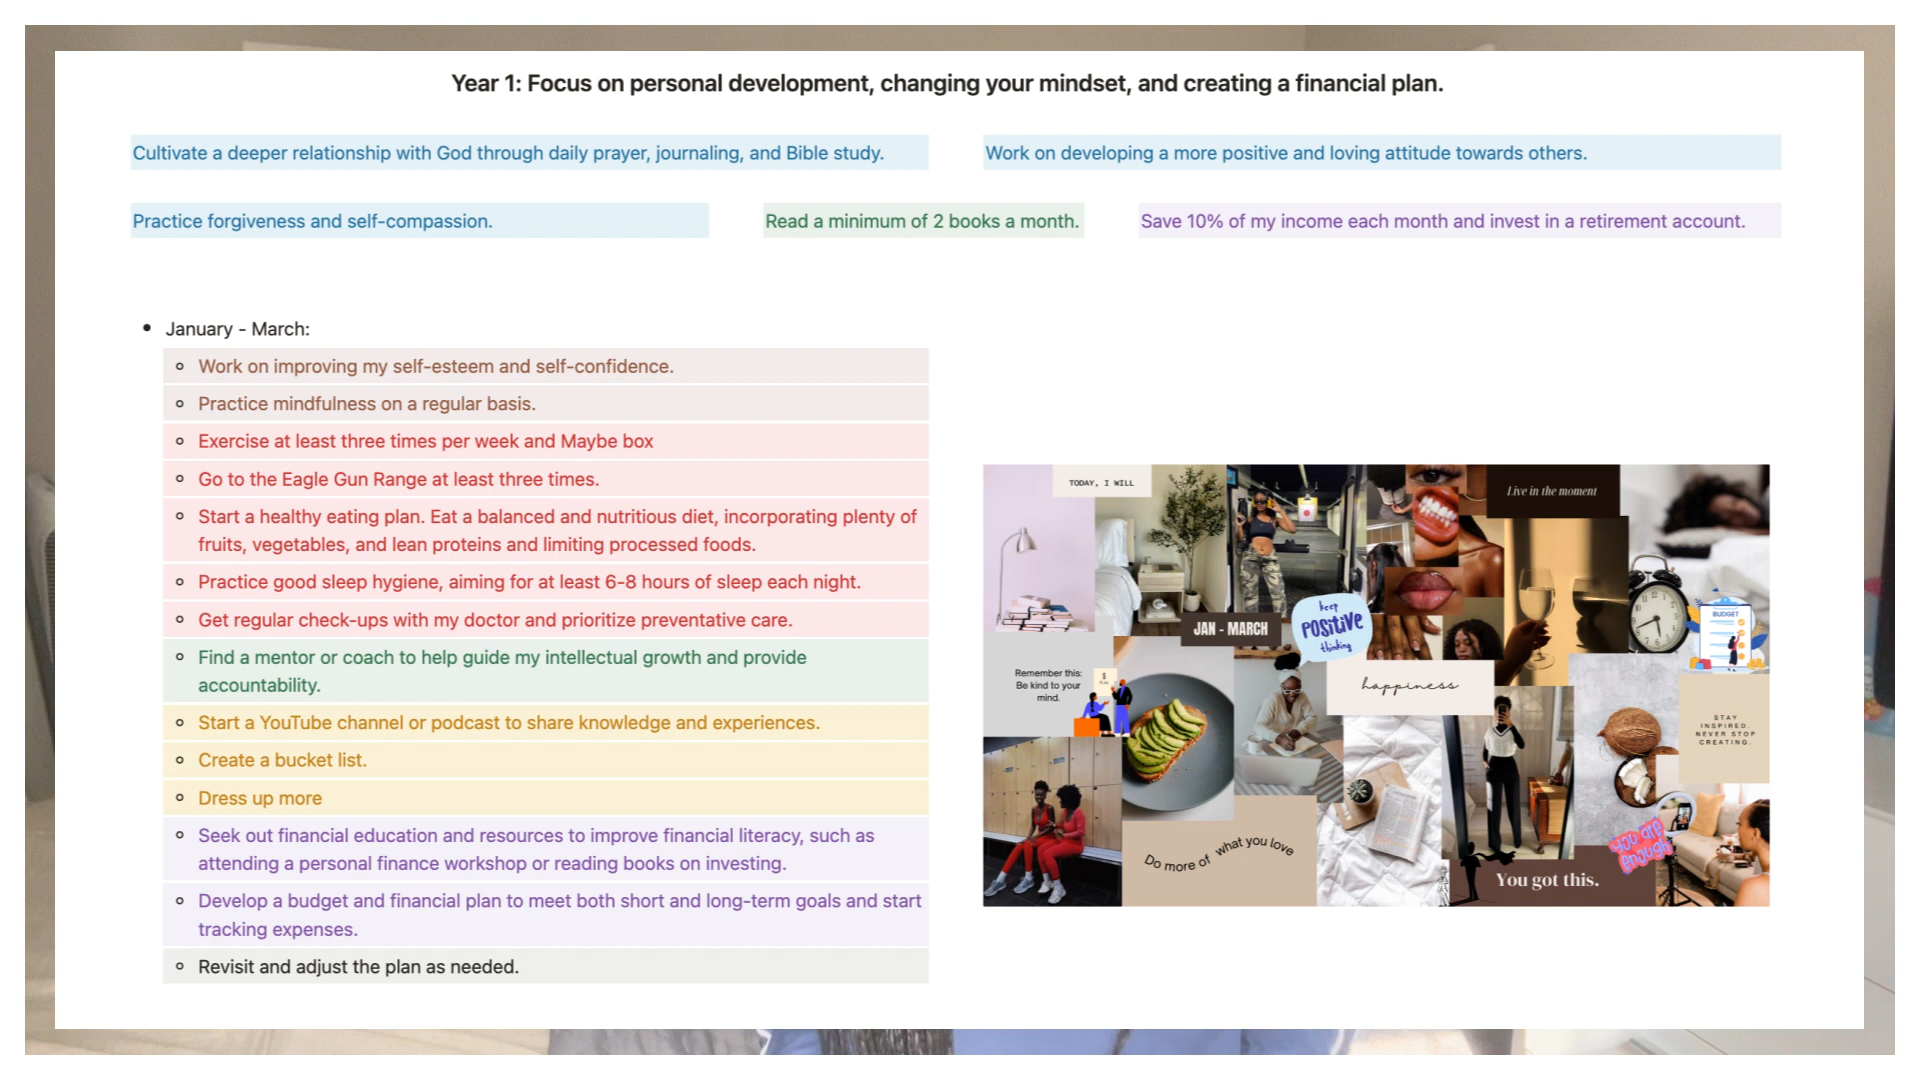 Year 1: Focus on personal development, changing your mindset, and creating a financial plan.
Cultivate a deeper relationship with God through daily prayer, journaling, and Bible study.
Work on developing a more positive and loving attitude towards others.
Practice forgiveness and self-compassion.
Read a minimum of 2 books a month.
Save 10% of my income each month and invest in a retirement account.
January - March:
Work on improving my self-esteem and self-confidence.
Practice mindfulness on a regular basis.
Exercise at least three times per week and Maybe box
Go to the Eagle Gun Range at least three times.
Start a healthy eating plan. Eat a balanced and nutritious diet, incorporating plenty of
fruits, vegetables, and lean proteins and limiting processed foods.
Practice good sleep hygiene, aiming for at least 6-8 hours of sleep each night.
Get regular check-ups with my doctor and prioritize preventative care.
Find a mentor or coach to help guide my intellectual growth and provide
accountability.
Start a YouTube channel or podcast to share knowledge and experiences.
Create a bucket list.
Dress up more
Seek out financial education and resources to improve financial literacy, such as
attending a personal finance workshop or reading books on investing.
Develop a budget and financial plan to meet both short and long-term goals and start
tracking expenses.
Revisit and adjust the plan as needed.
TODAY, I WILL
Live in the moment
BUDGET
keep
POSITIVE
thinking
JAN - MARCH
Remember this:
Be kind to your
mind.
happiness
STAY
INSPIRED.
NEVER STOP
CREATING.
Do more of what you love
you are
enough
You got this.